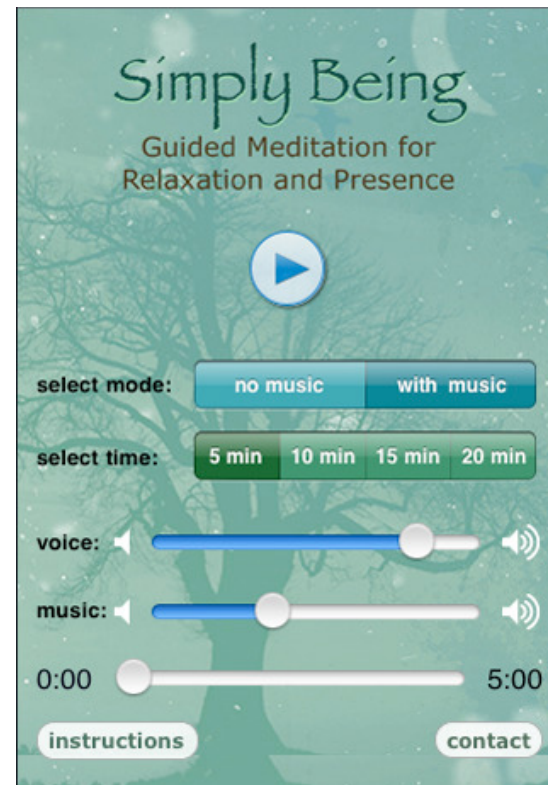 Simply Being
Guided Meditation for
Relaxation and Presence
select mode: no music with music
select time: 5 min 10 min 15 min 20 min
voice:
music:
0:00 5:00
instructions contact